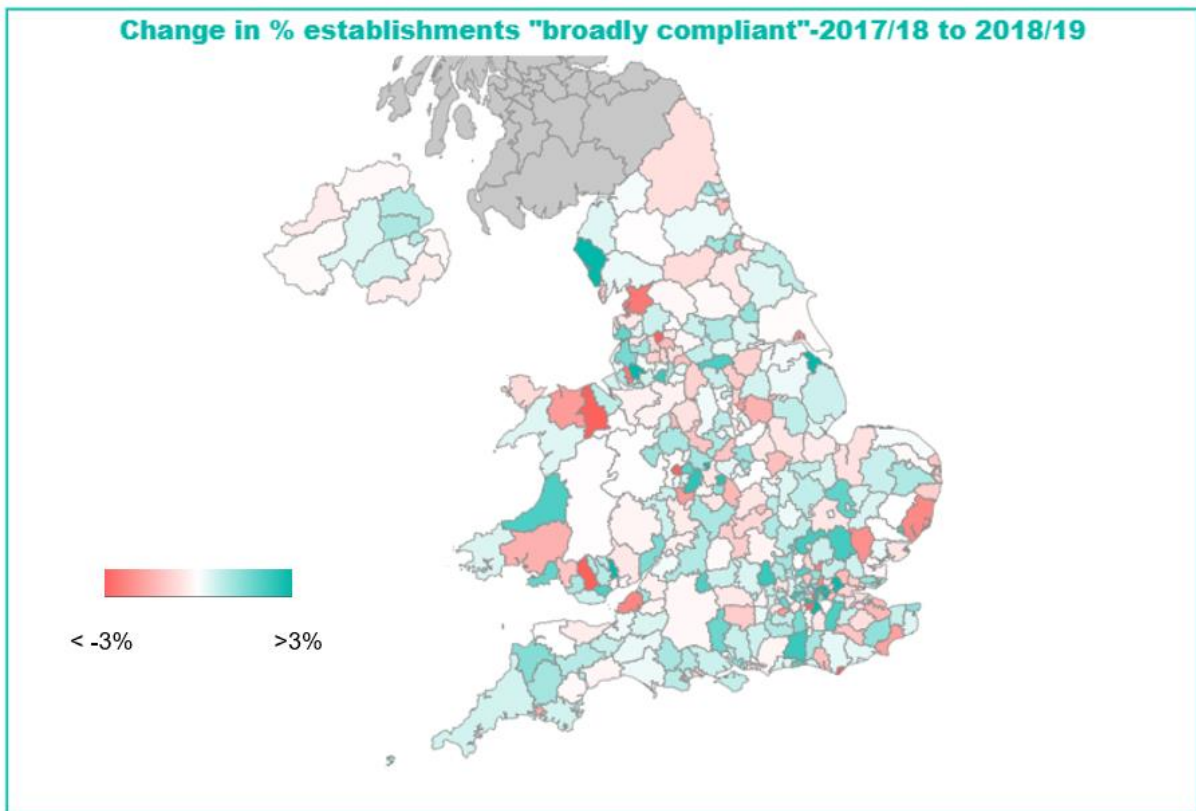 Change in % establishments "broadly compliant"-2017/18 to 2018/19
< -3% >3%